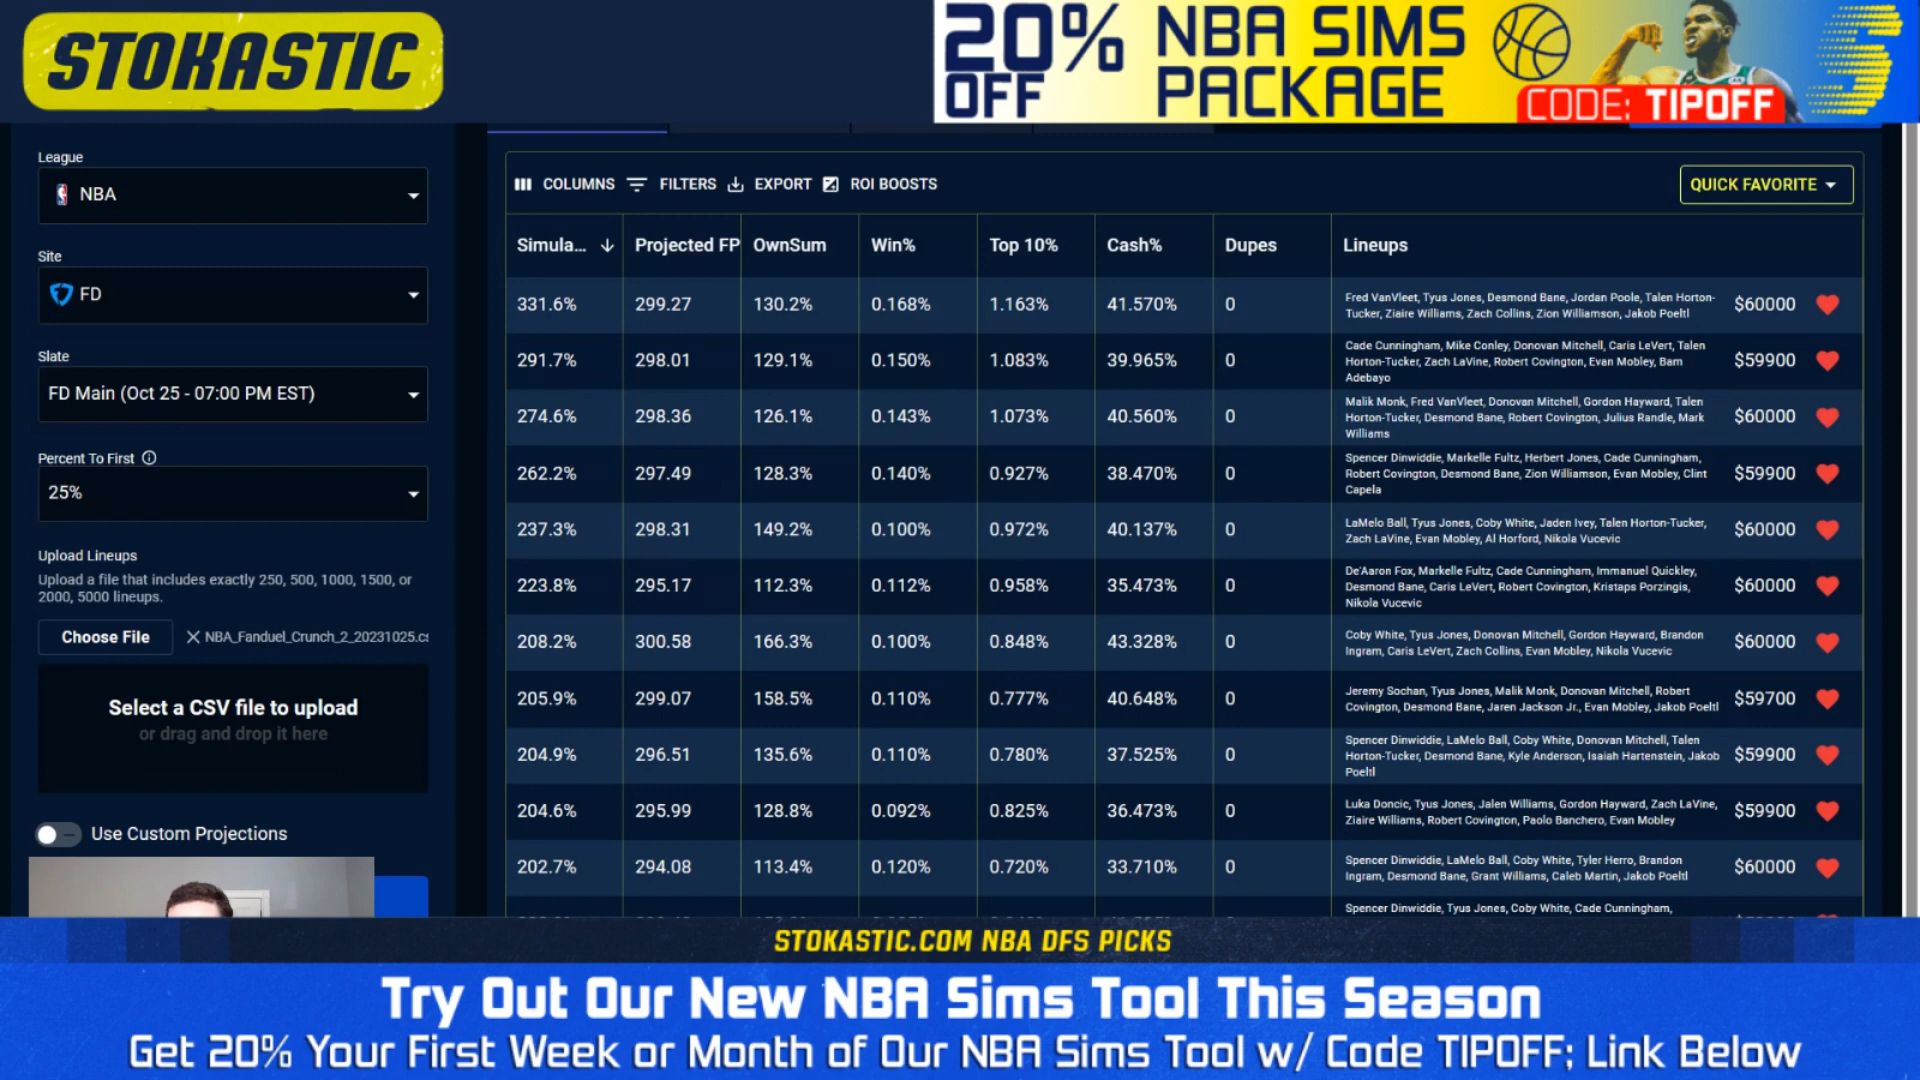 STOKASTIC
20% OFF NBA SIMS PACKAGE
CODE: TIPOFF
League
NBA
Site
FD
Slate
FD Main (Oct 25 - 07:00 PM EST)
Percent To First
25%
Upload Lineups
Upload a file that includes exactly 250, 500, 1000, 1500, or
2000, 5000 lineups.
Choose File
NBA_Fanduel_Crunch_2_20231025.cs
Select a CSV file to upload
or drag and drop it here
Use Custom Projections
COLUMNS FILTERS EXPORT ROI BOOSTS
QUICK FAVORITE
Simula... Projected FP OwnSum Win% Top 10% Cash% Dupes Lineups
331.6% 299.27 130.2% 0.168% 1.163% 41.570% 0 Fred VanVleet, Tyus Jones, Desmond Bane, Jordan Poole, Talen Horton-
Tucker, Ziaire Williams, Zach Collins, Zion Williamson, Jakob Poeltl $60000
291.7% 298.01 129.1% 0.150% 1.083% 39.965% 0 Cade Cunningham, Mike Conley, Donovan Mitchell, Caris LeVert, Talen
Horton-Tucker, Zach LaVine, Robert Covington, Evan Mobley, Bam
Adebayo $59900
274.6% 298.36 126.1% 0.143% 1.073% 40.560% 0 Malik Monk, Fred VanVleet, Donovan Mitchell, Gordon Hayward, Talen
Horton-Tucker, Desmond Bane, Robert Covington, Julius Randle, Mark
Williams $60000
262.2% 297.49 128.3% 0.140% 0.927% 38.470% 0 Spencer Dinwiddie, Markelle Fultz, Herbert Jones, Cade Cunningham,
Robert Covington, Desmond Bane, Zion Williamson, Evan Mobley, Clint
Capela $59900
237.3% 298.31 149.2% 0.100% 0.972% 40.137% 0 LaMelo Ball, Tyus Jones, Coby White, Jaden Ivey, Talen Horton-Tucker,
Zach LaVine, Evan Mobley, Al Horford, Nikola Vucevic $60000
223.8% 295.17 112.3% 0.112% 0.958% 35.473% 0 De'Aaron Fox, Markelle Fultz, Cade Cunningham, Immanuel Quickley,
Desmond Bane, Caris LeVert, Robert Covington, Kristaps Porzingis,
Nikola Vucevic $60000
208.2% 300.58 166.3% 0.100% 0.848% 43.328% 0 Coby White, Tyus Jones, Donovan Mitchell, Gordon Hayward, Brandon
Ingram, Caris LeVert, Zach Collins, Evan Mobley, Nikola Vucevic $60000
205.9% 299.07 158.5% 0.110% 0.777% 40.648% 0 Jeremy Sochan, Tyus Jones, Malik Monk, Donovan Mitchell, Robert
Covington, Desmond Bane, Jaren Jackson Jr., Evan Mobley, Jakob Poeltl $59700
204.9% 296.51 135.6% 0.110% 0.780% 37.525% 0 Spencer Dinwiddie, LaMelo Ball, Coby White, Donovan Mitchell, Talen
Horton-Tucker, Desmond Bane, Kyle Anderson, Isaiah Hartenstein, Jakob
Poeltl $59900
204.6% 295.99 128.8% 0.092% 0.825% 36.473% 0 Luka Doncic, Tyus Jones, Jalen Williams, Gordon Hayward, Zach LaVine,
Ziaire Williams, Robert Covington, Paolo Banchero, Evan Mobley $59900
202.7% 294.08 113.4% 0.120% 0.720% 33.710% 0 Spencer Dinwiddie, LaMelo Ball, Coby White, Tyler Herro, Brandon
Ingram, Desmond Bane, Grant Williams, Caleb Martin, Jakob Poeltl $60000
Spencer Dinwiddie, Tyus Jones, Coby White, Cade Cunningham,
STOKASTIC.COM NBA DFS PICKS
Try Out Our New NBA Sims Tool This Season
Get 20% Your First Week or Month of Our NBA Sims Tool w/ Code TIPOFF; Link Below